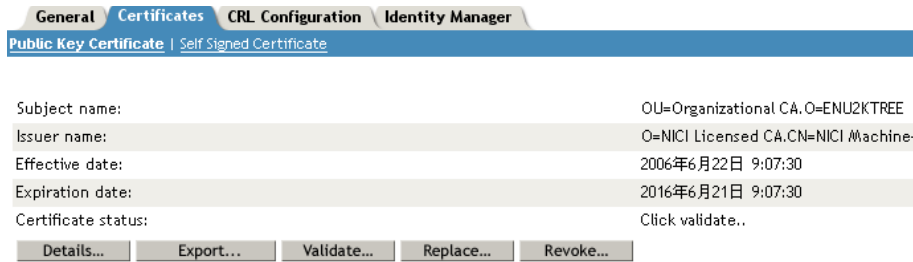 General Certificates CRL Configuration Identity Manager
Public Key Certificate | Self Signed Certificate
Subject name: OU=Organizational CA.O=ENU2KTREE
Issuer name: O=NICI Licensed CA.CN=NICI Machine-
Effective date: 2006年6月22日 9:07:30
Expiration date: 2016年6月21日 9:07:30
Certificate status: Click validate..
Details... Export... Validate... Replace... Revoke...